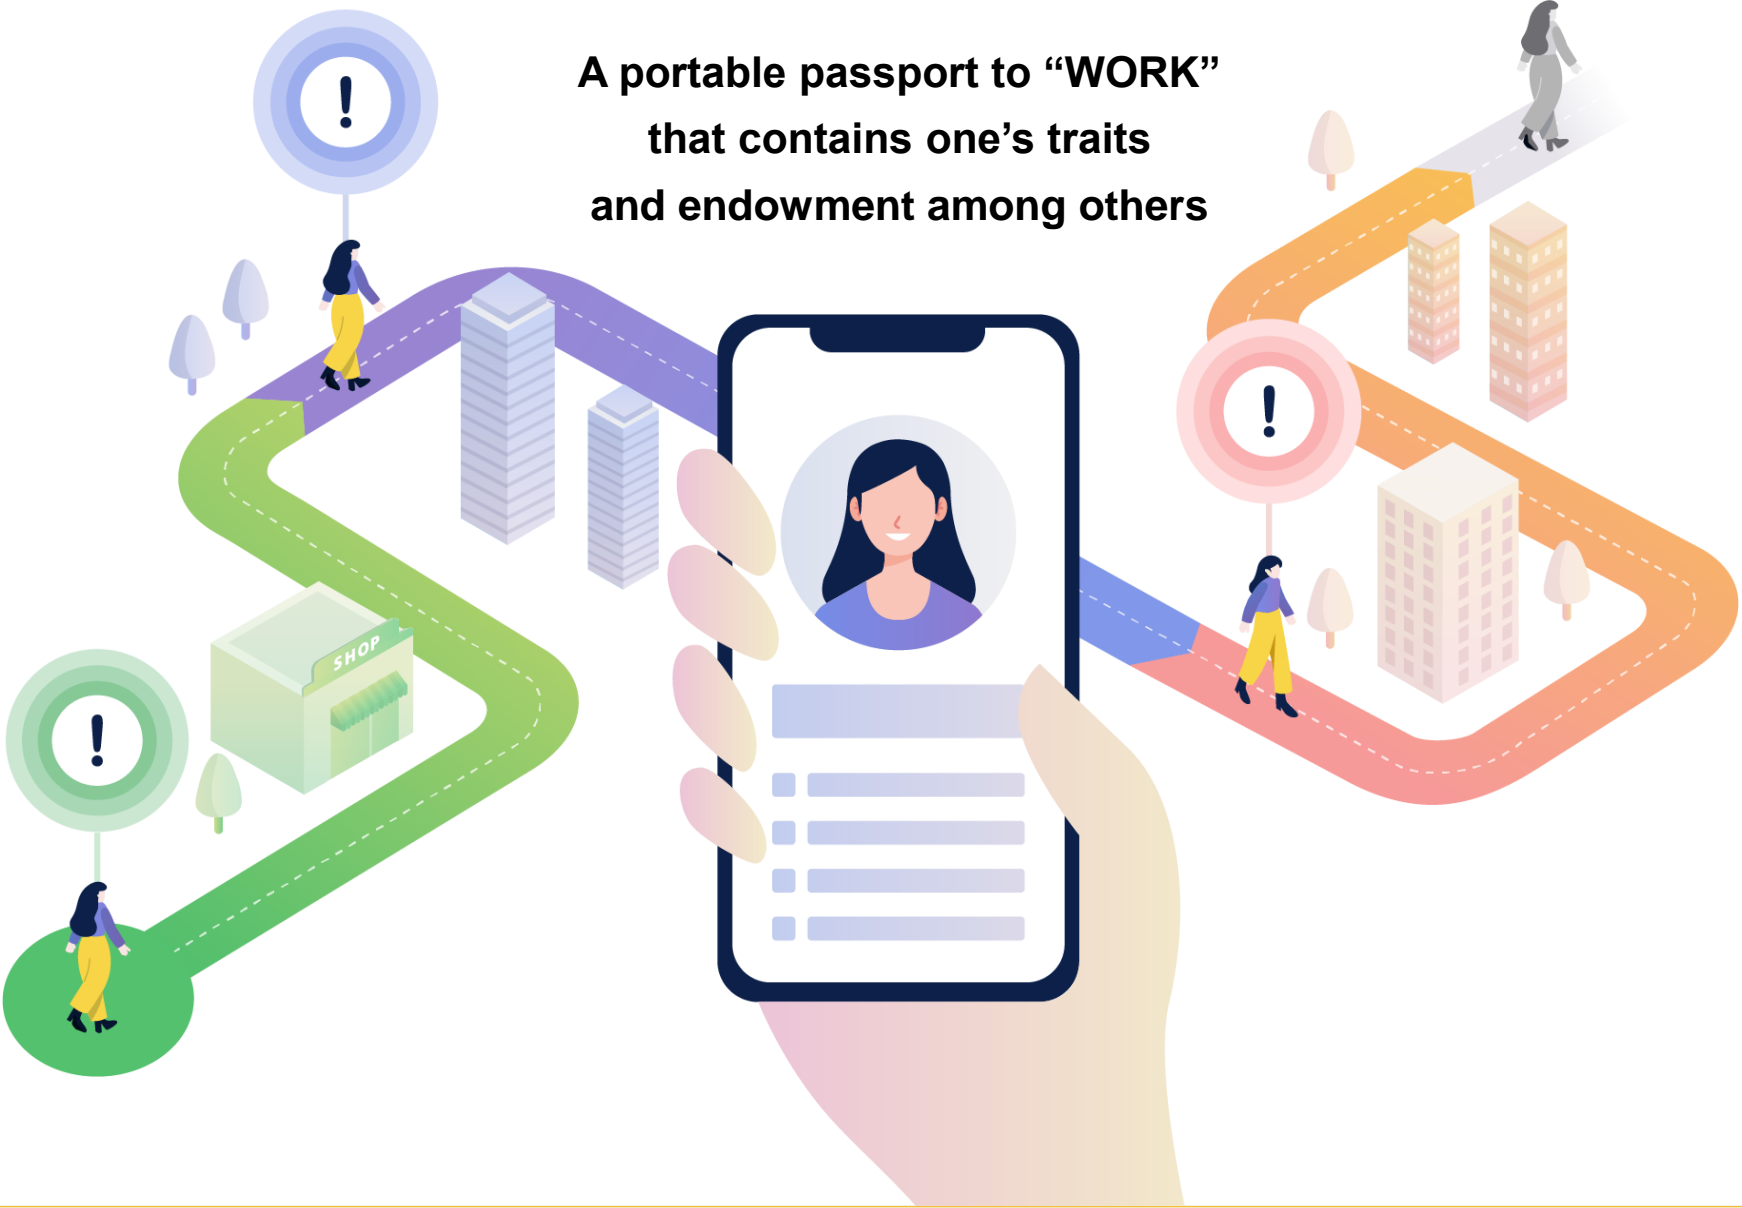 A portable passport to “WORK”
that contains one’s traits
and endowment among others
SHOP